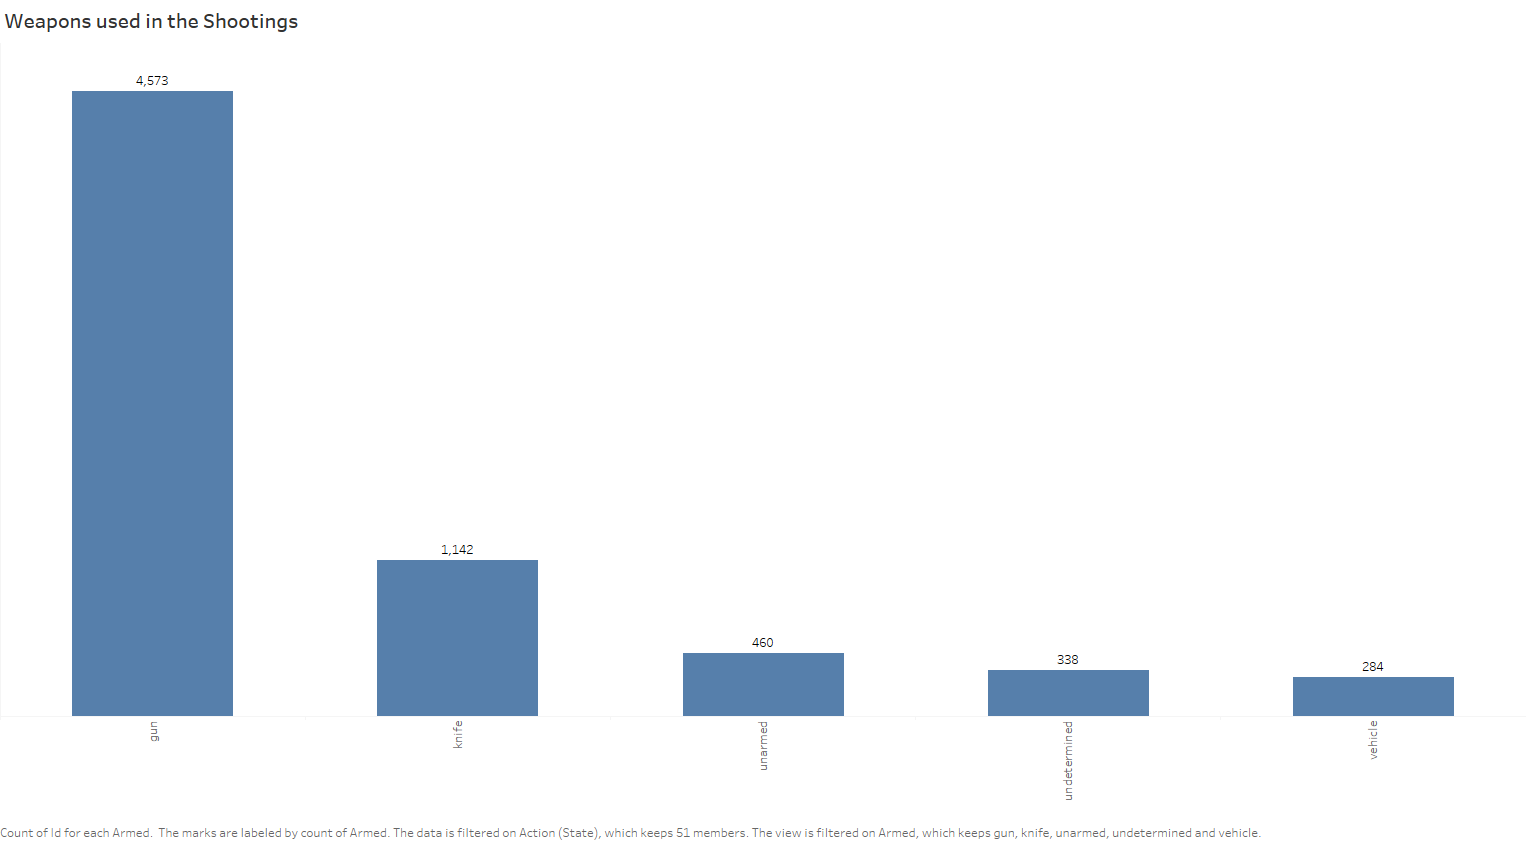 Weapons used in the Shootings
4,573
1,142
460
338
284
gun
knife
unarmed
undetermined
vehicle
Count of Id for each Armed.  The marks are labeled by count of Armed. The data is filtered on Action (State), which keeps 51 members. The view is filtered on Armed, which keeps gun, knife, unarmed, undetermined and vehicle.